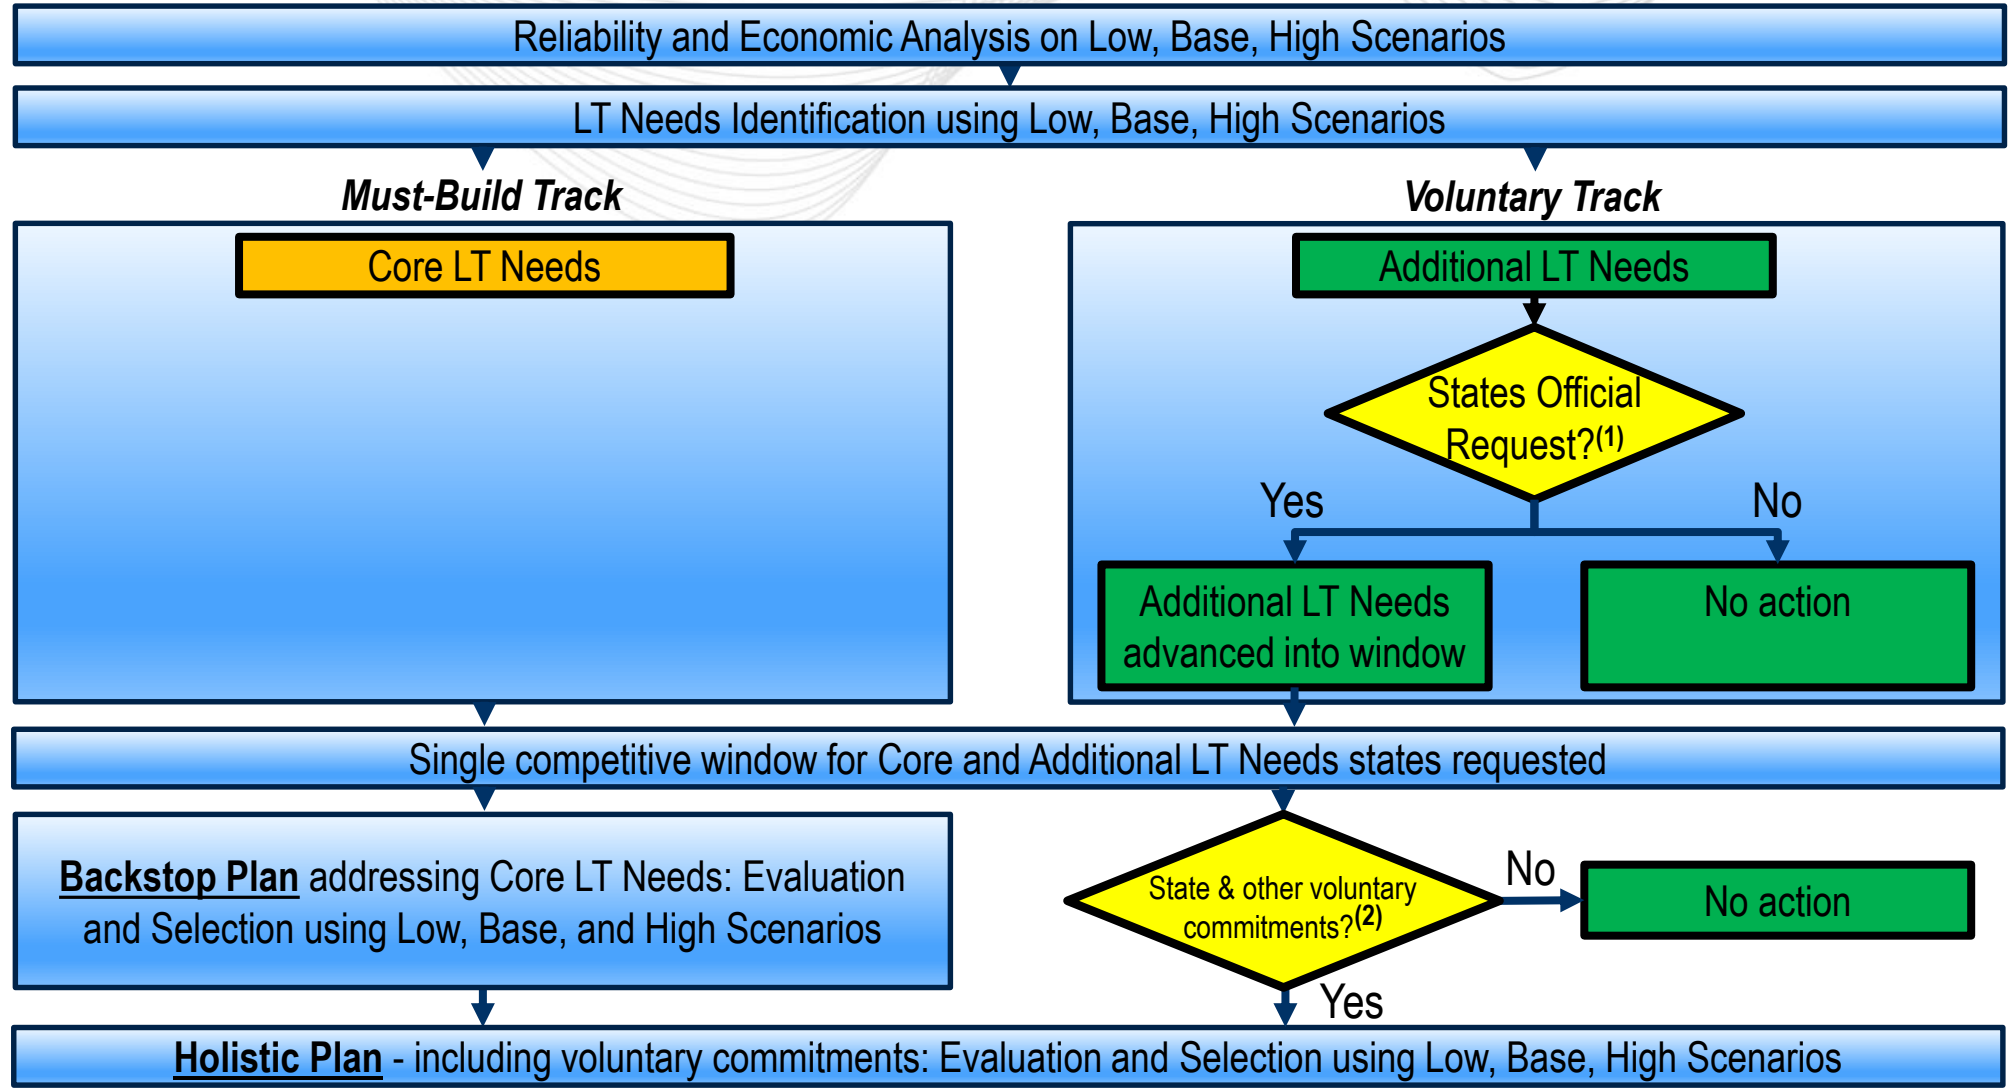 Reliability and Economic Analysis on Low, Base, High Scenarios
LT Needs Identification using Low, Base, High Scenarios
Must-Build Track
Core LT Needs
Voluntary Track
Additional LT Needs
States Official
Request?(1)
Yes
No
Additional LT Needs
advanced into window
No action
Single competitive window for Core and Additional LT Needs states requested
Backstop Plan addressing Core LT Needs: Evaluation
and Selection using Low, Base, and High Scenarios
State & other voluntary
commitments?(2)
No
No action
Yes
Holistic Plan - including voluntary commitments: Evaluation and Selection using Low, Base, High Scenarios